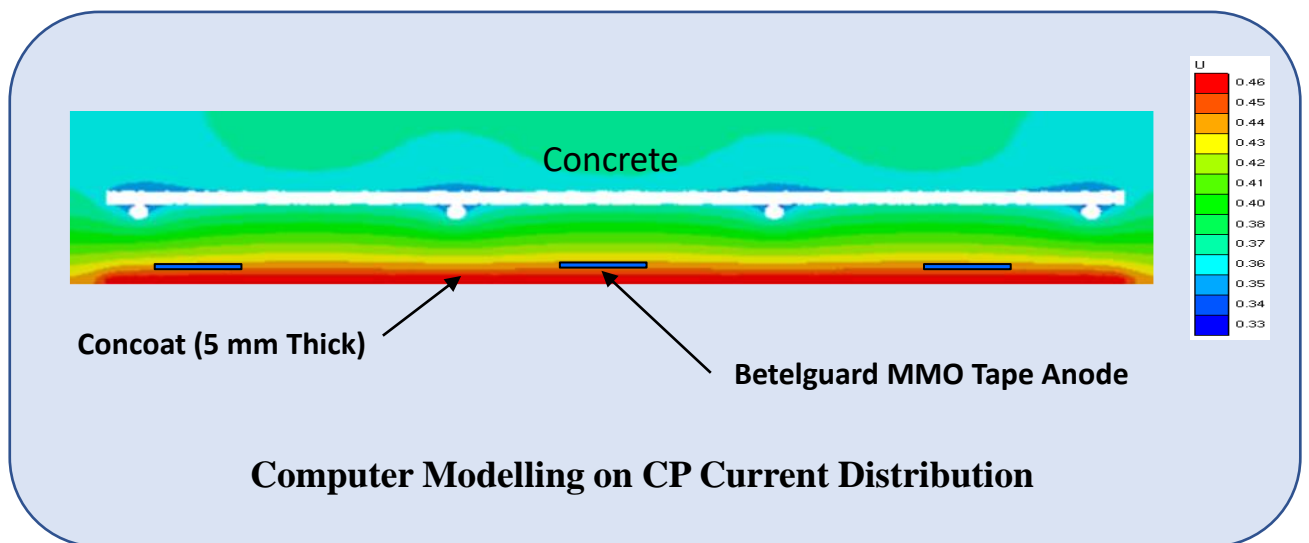 U
0.46
0.45
0.44
0.43
0.42
0.41
0.40
0.38
0.37
0.36
0.35
0.34
0.33
Concrete
Concoat (5 mm Thick)
Betelguard MMO Tape Anode
Computer Modelling on CP Current Distribution